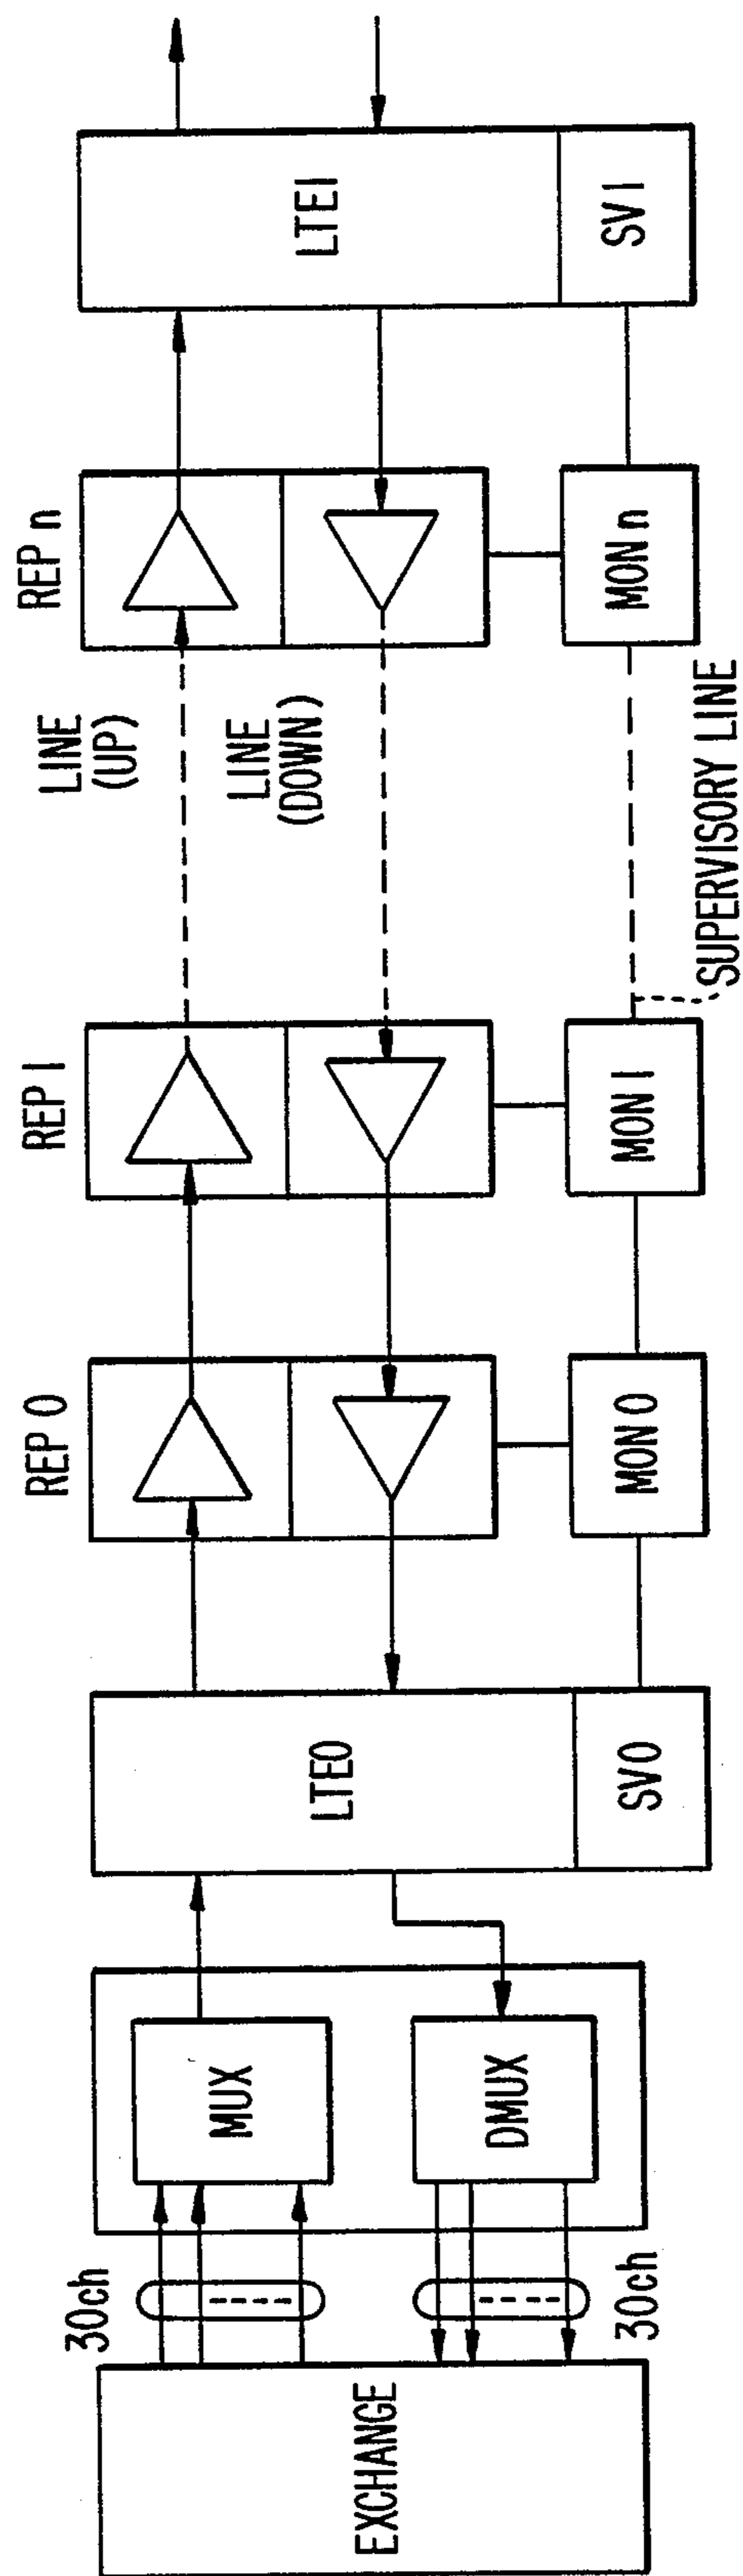 EXCHANGE
30ch
30ch
MUX
DMUX
LTE0
SV0
REP 0
MON 0
REP 1
MON 1
LINE
(UP)
LINE
(DOWN)
SUPERVISORY LINE
REP n
MON n
LTE1
SV1